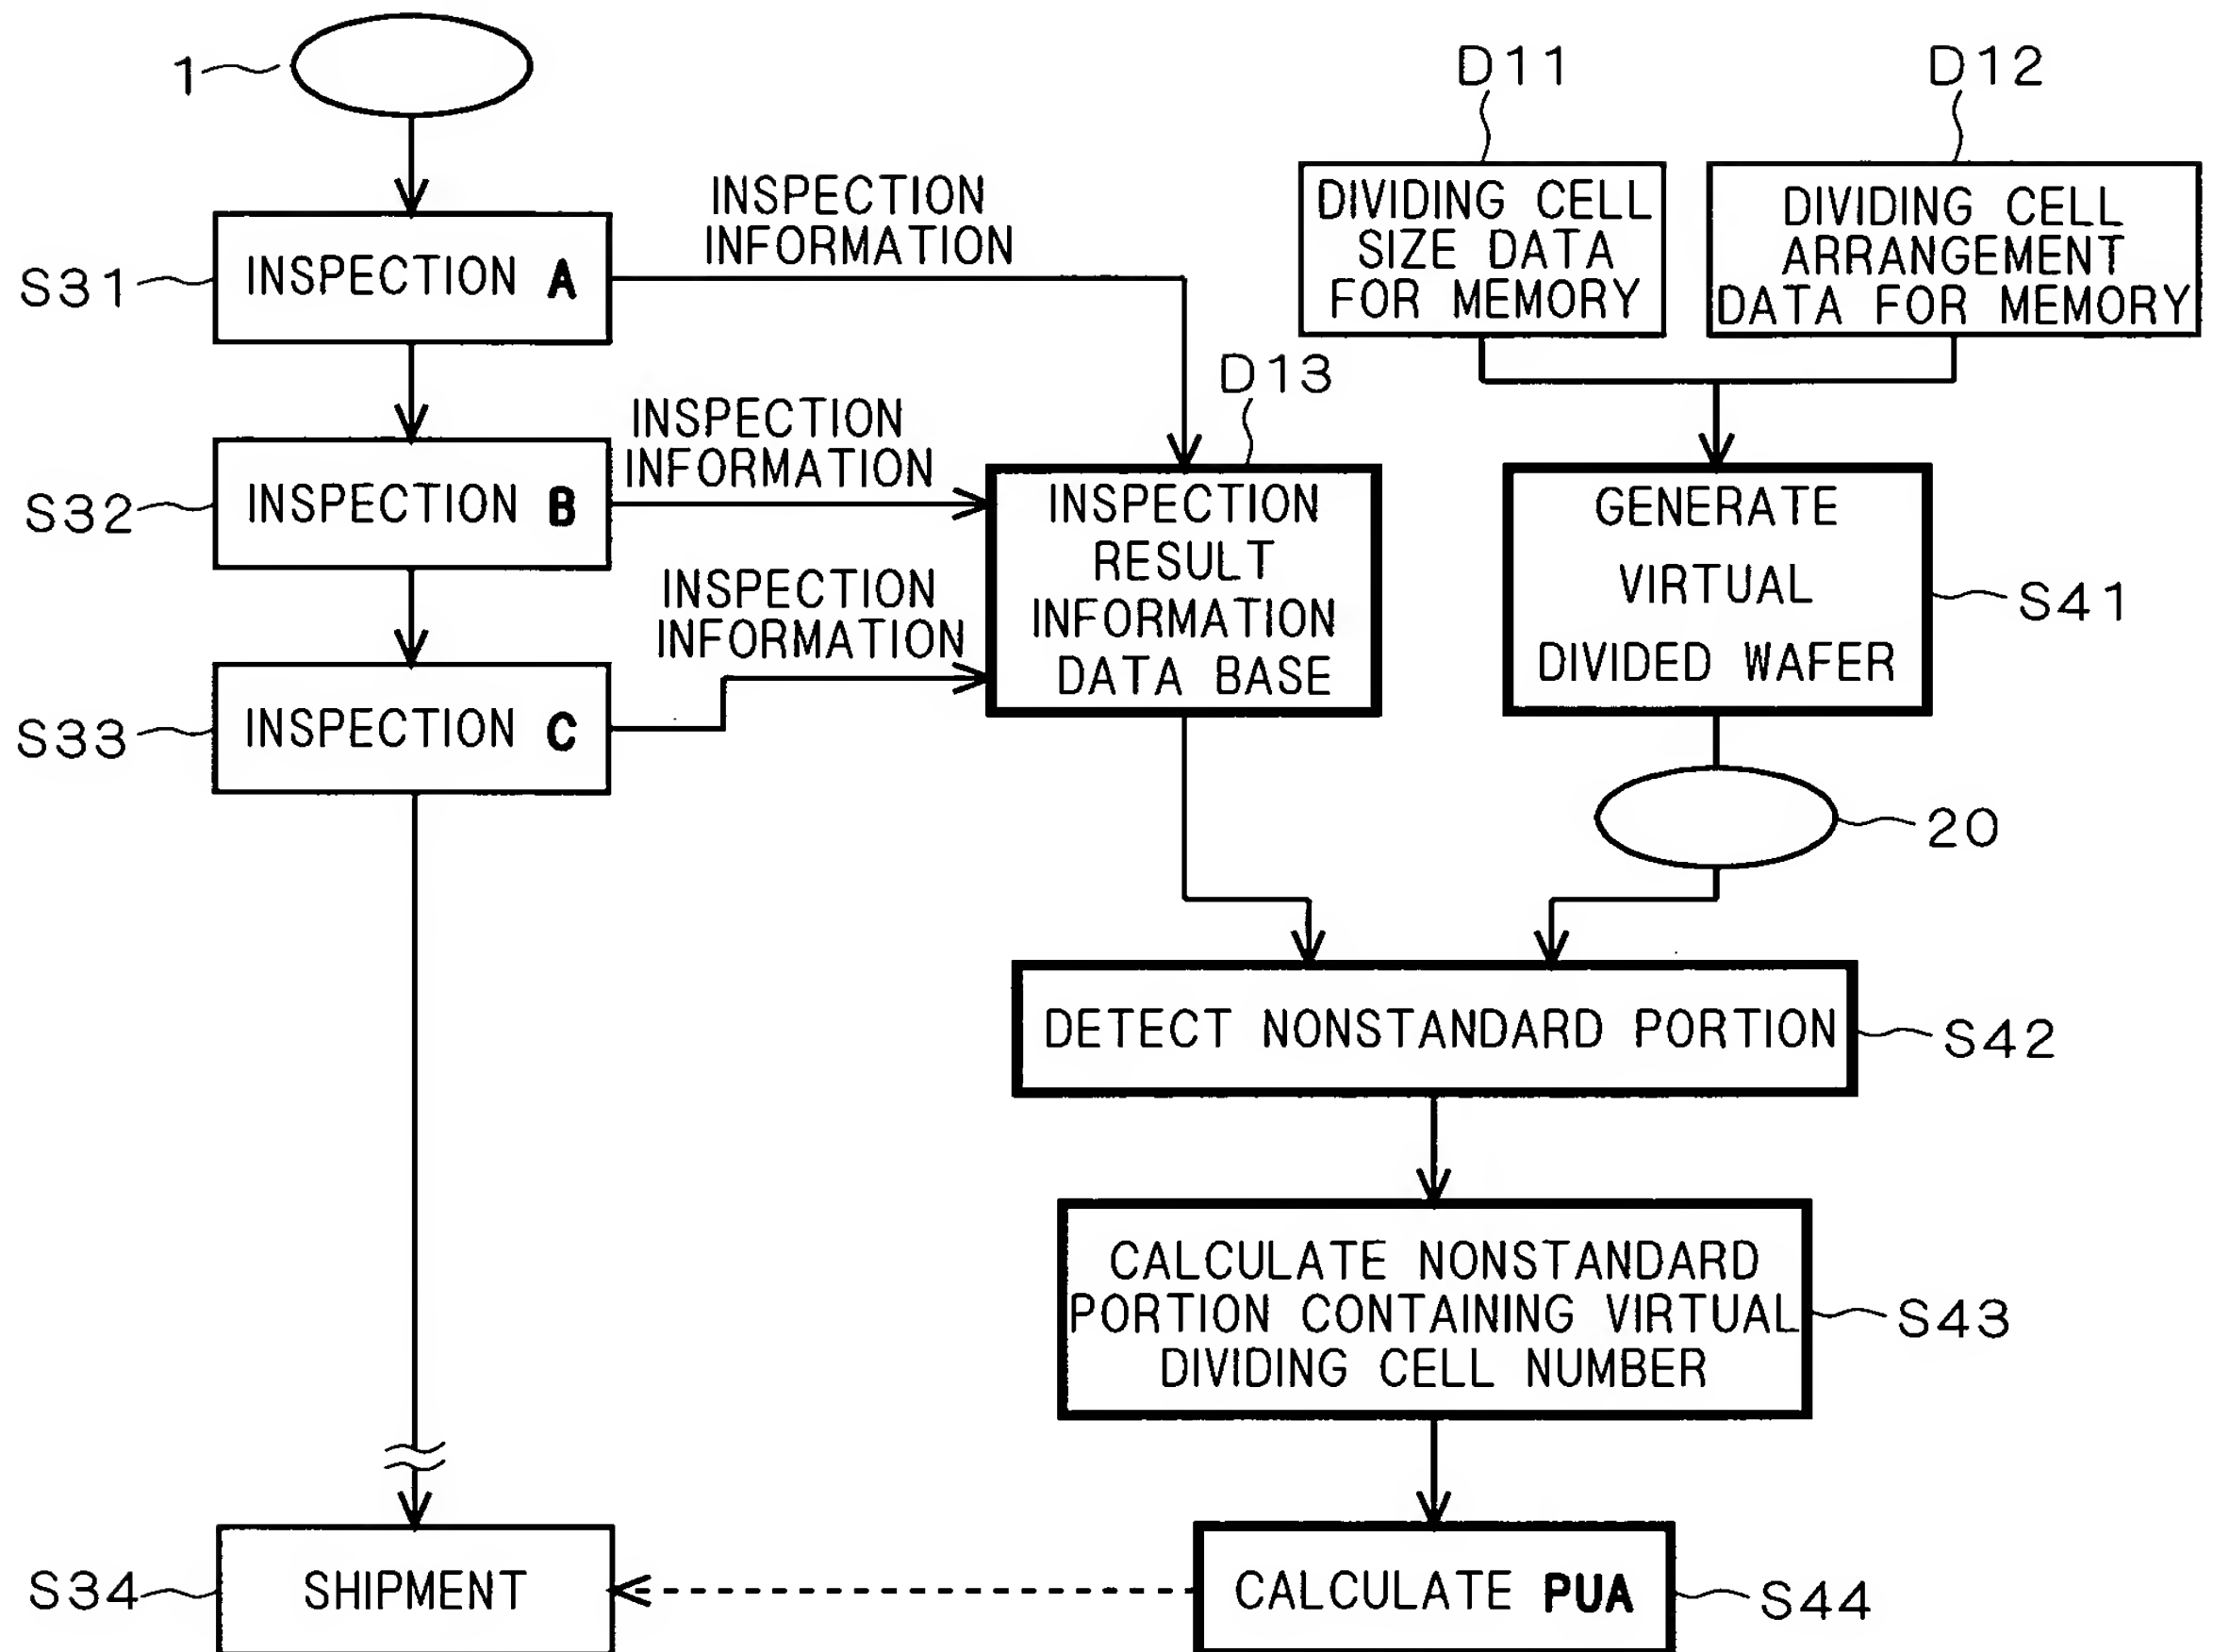 1
D11
D12
INSPECTION
INFORMATION
DIVIDING CELL
SIZE DATA
FOR MEMORY
DIVIDING CELL
ARRANGEMENT
DATA FOR MEMORY
S31
INSPECTION A
D13
INSPECTION
INFORMATION
S32
INSPECTION B
INSPECTION
RESULT
INFORMATION
DATA BASE
GENERATE
VIRTUAL
DIVIDED WAFER
S41
INSPECTION
INFORMATION
S33
INSPECTION C
20
DETECT NONSTANDARD PORTION
S42
CALCULATE NONSTANDARD
PORTION CONTAINING VIRTUAL
DIVIDING CELL NUMBER
S43
S34
SHIPMENT
CALCULATE PUA
S44